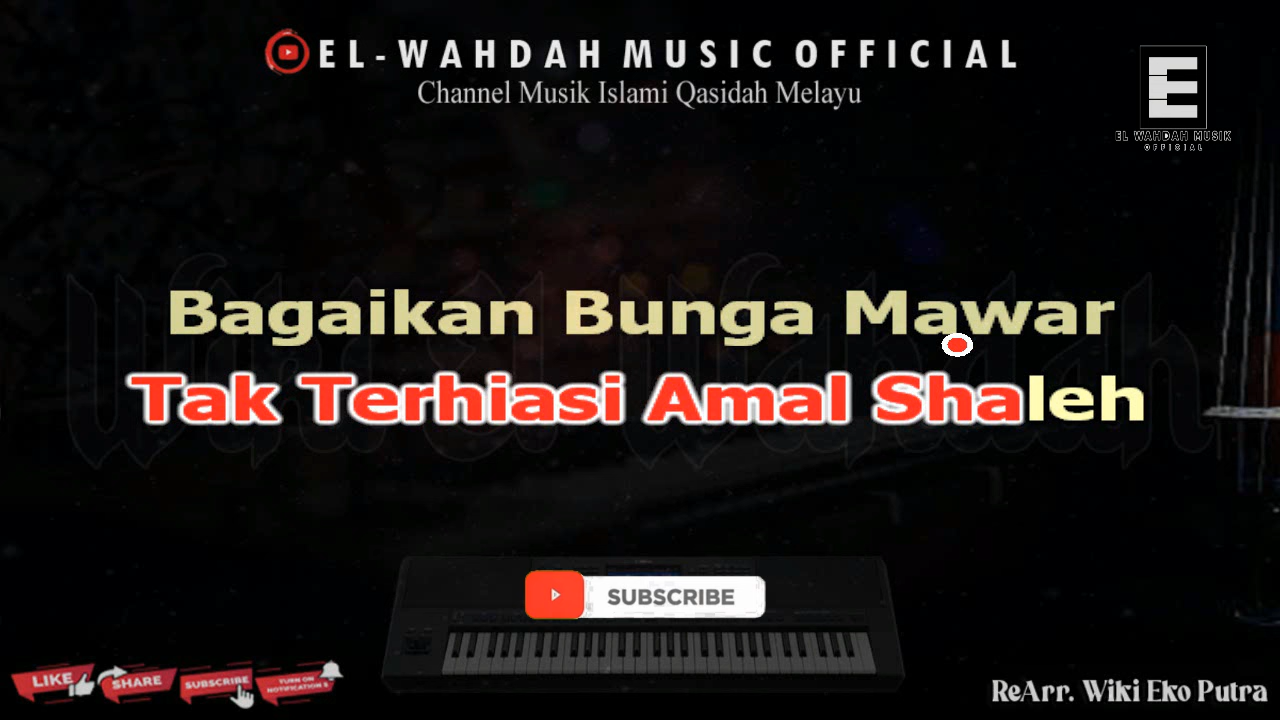 EL-WAHDAH MUSIC OFFICIAL
Channel Musik Islami Qasidah Melayu
E
EL WAHDAH MUSIK
OFFICIAL
Bagaikan Bunga Mawar
Tak Terhiasi Amal Shaleh
SUBSCRIBE
LIKE
SHARE
SUBSCRIBE
TURN ON
NOTIFICATIONS
ReArr. Wiki Eko Putra